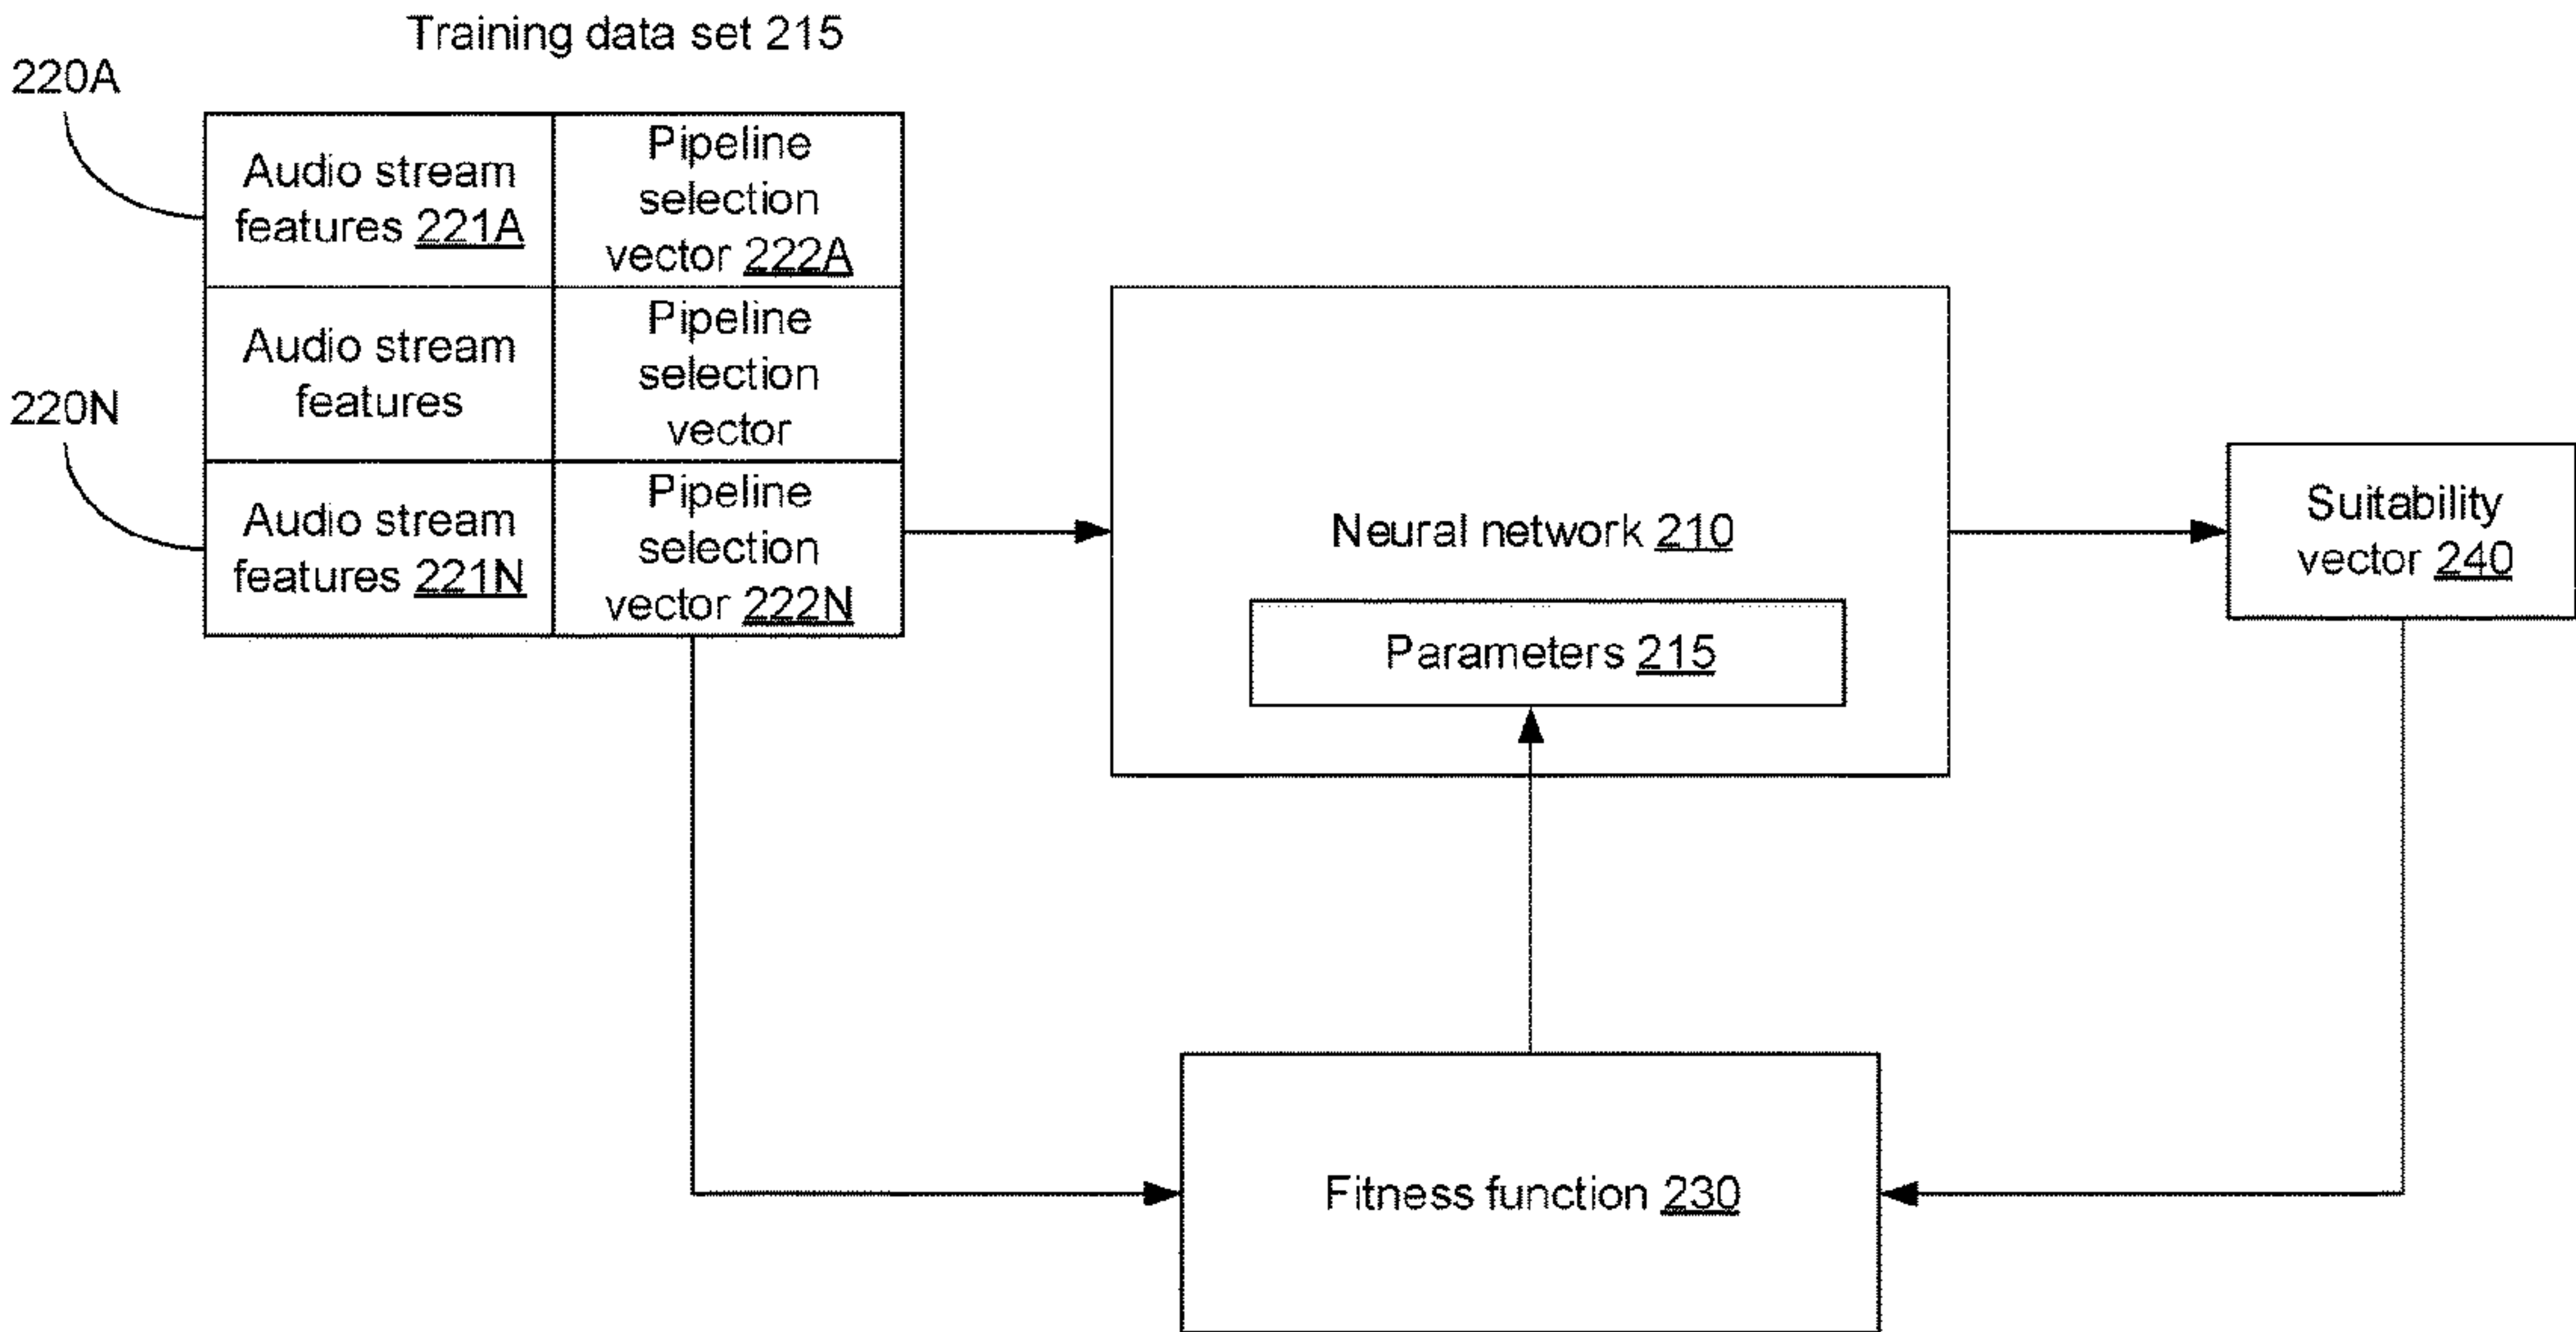 Training data set 215
220A
Audio stream
features 221A
Pipeline
selection
vector 222A
Audio stream
features
Pipeline
selection
vector
220N
Audio stream
features 221N
Pipeline
selection
vector 222N
Neural network 210
Parameters 215
Suitability
vector 240
Fitness function 230